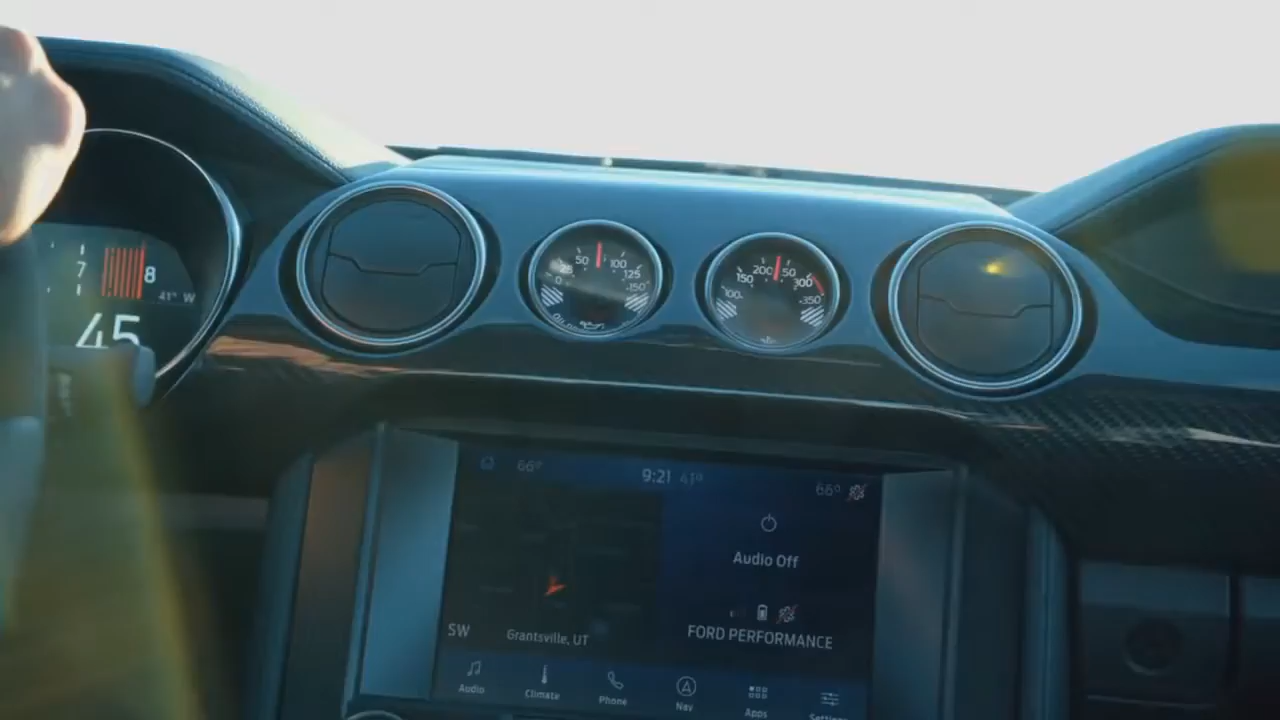 7
8
41° W
45
0 25 50 100 125 150
100 150 200 50 300 350
66° 9:21 41° 66°
Audio Off
SW Grantsville, UT
FORD PERFORMANCE
Audio Climate Phone Nav Apps